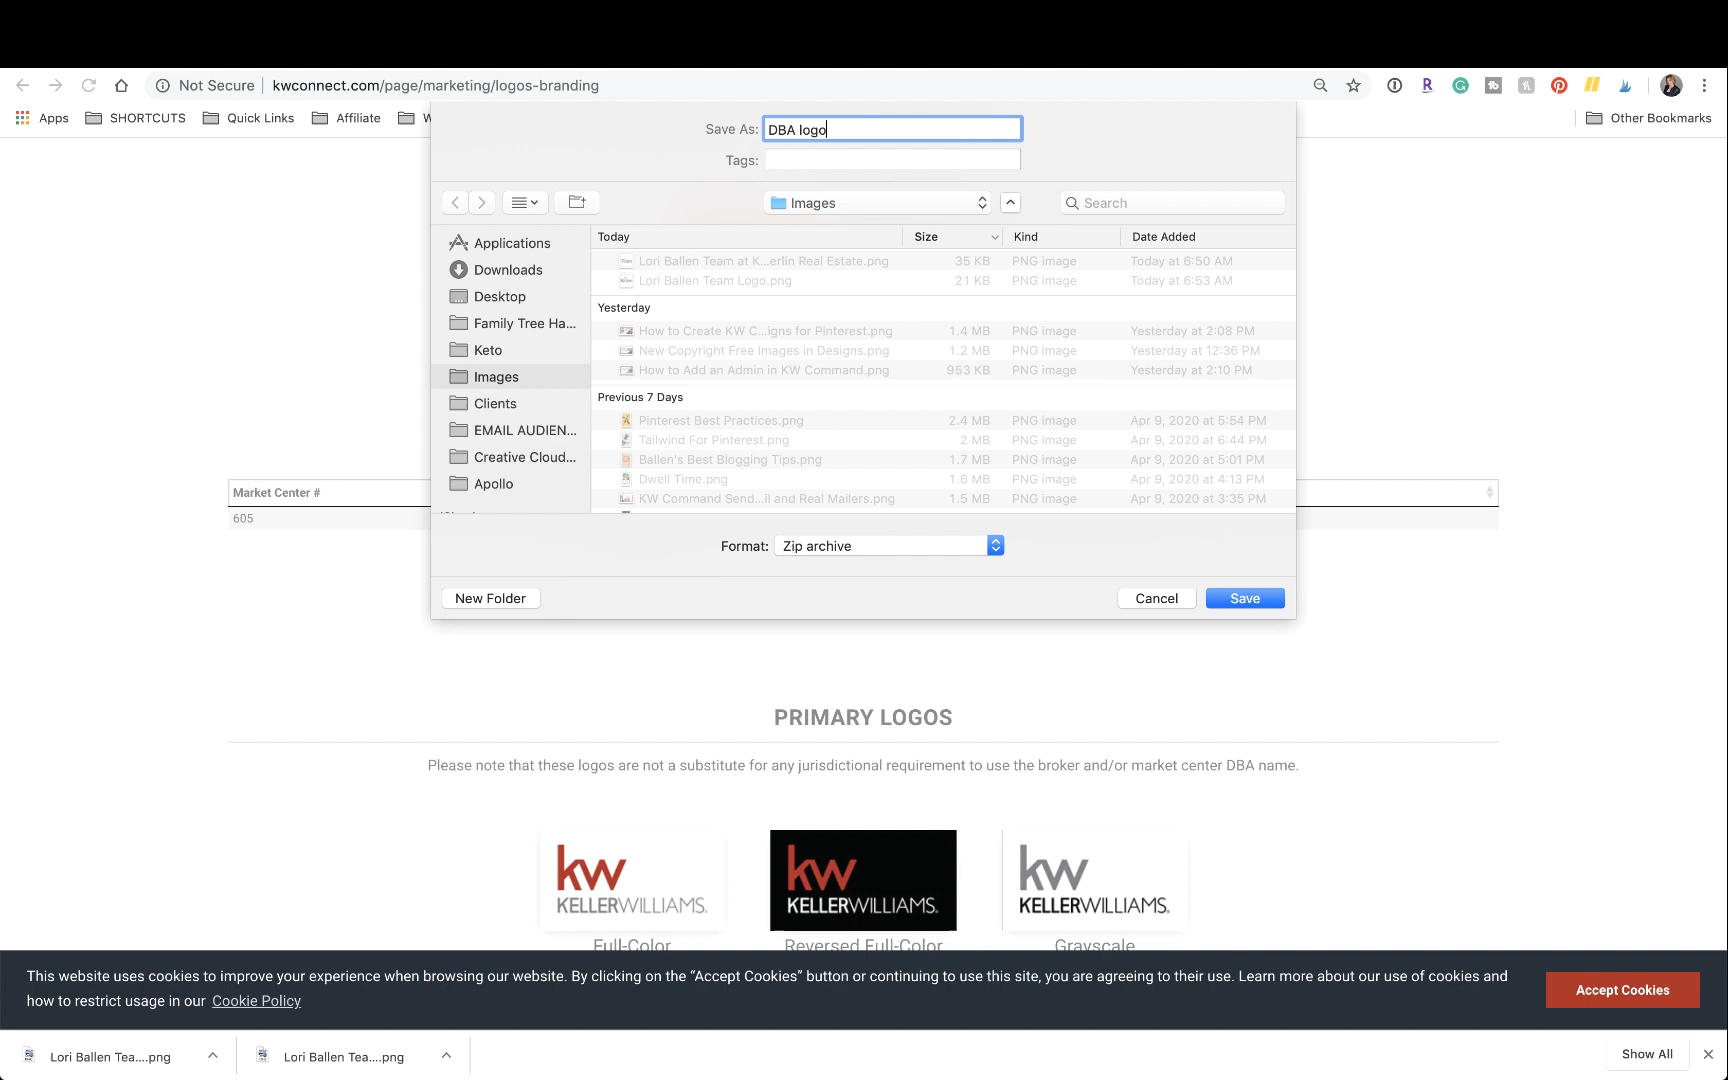 Not Secure | kwconnect.com/page/marketing/logos-branding
Apps SHORTCUTS Quick Links Affiliate W Other Bookmarks
Save As: DBA logo
Tags:
Images Search
Today Size Kind Date Added
Lori Ballen Team at K...erlin Real Estate.png 35 KB PNG image Today at 6:50 AM
Lori Ballen Team Logo.png 21 KB PNG image Today at 6:53 AM
Yesterday
How to Create KW C...igns for Pinterest.png 1.4 MB PNG image Yesterday at 2:08 PM
New Copyright Free Images in Designs.png 1.2 MB PNG image Yesterday at 12:36 PM
How to Add an Admin in KW Command.png 953 KB PNG image Yesterday at 2:10 PM
Previous 7 Days
Pinterest Best Practices.png 2.4 MB PNG image Apr 9, 2020 at 5:54 PM
Tailwind For Pinterest.png 2 MB PNG image Apr 9, 2020 at 6:44 PM
Ballen's Best Blogging Tips.png 1.7 MB PNG image Apr 9, 2020 at 5:01 PM
Dwell Time.png 1.6 MB PNG image Apr 9, 2020 at 4:13 PM
KW Command Send...il and Real Mailers.png 1.5 MB PNG image Apr 9, 2020 at 3:35 PM
Applications
Downloads
Desktop
Family Tree Ha...
Keto
Images
Clients
EMAIL AUDIEN...
Creative Cloud...
Apollo
Format: Zip archive
New Folder Cancel Save
Market Center #
605
PRIMARY LOGOS
Please note that these logos are not a substitute for any jurisdictional requirement to use the broker and/or market center DBA name.
kw kw kw
KELLERWILLIAMS. KELLERWILLIAMS. KELLERWILLIAMS.
Full-Color Reversed Full-Color Grayscale
This website uses cookies to improve your experience when browsing our website. By clicking on the “Accept Cookies” button or continuing to use this site, you are agreeing to their use. Learn more about our use of cookies and
how to restrict usage in our Cookie Policy
Accept Cookies
Lori Ballen Tea....png Lori Ballen Tea....png Show All